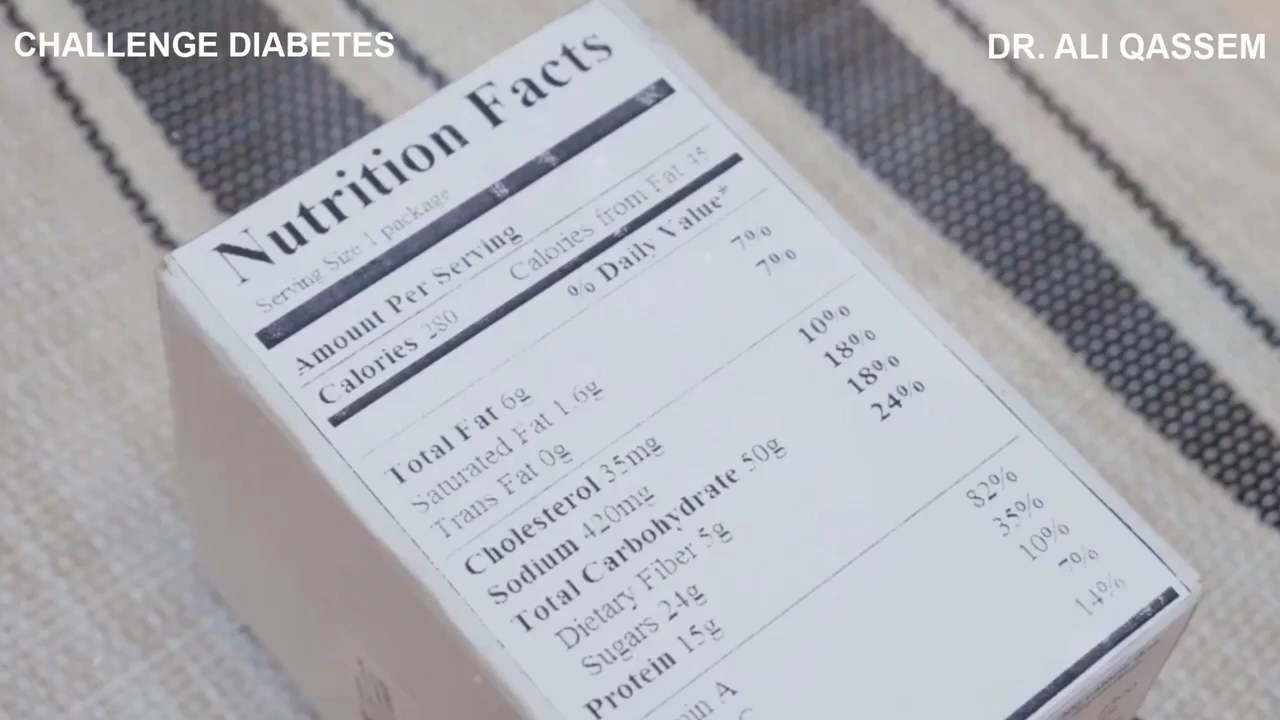 CHALLENGE DIABETES
DR. ALI QASSEM
Nutrition Facts
Serving Size 1 package
Amount Per Serving
Calories 280 Calories from Fat 45
% Daily Value*
Total Fat 6g 7%
Saturated Fat 1.6g 7%
Trans Fat 0g
Cholesterol 35mg 10%
Sodium 420mg 18%
Total Carbohydrate 50g 18%
Dietary Fiber 5g 24%
Sugars 24g
Protein 15g
82%
35%
10%
7%
14%